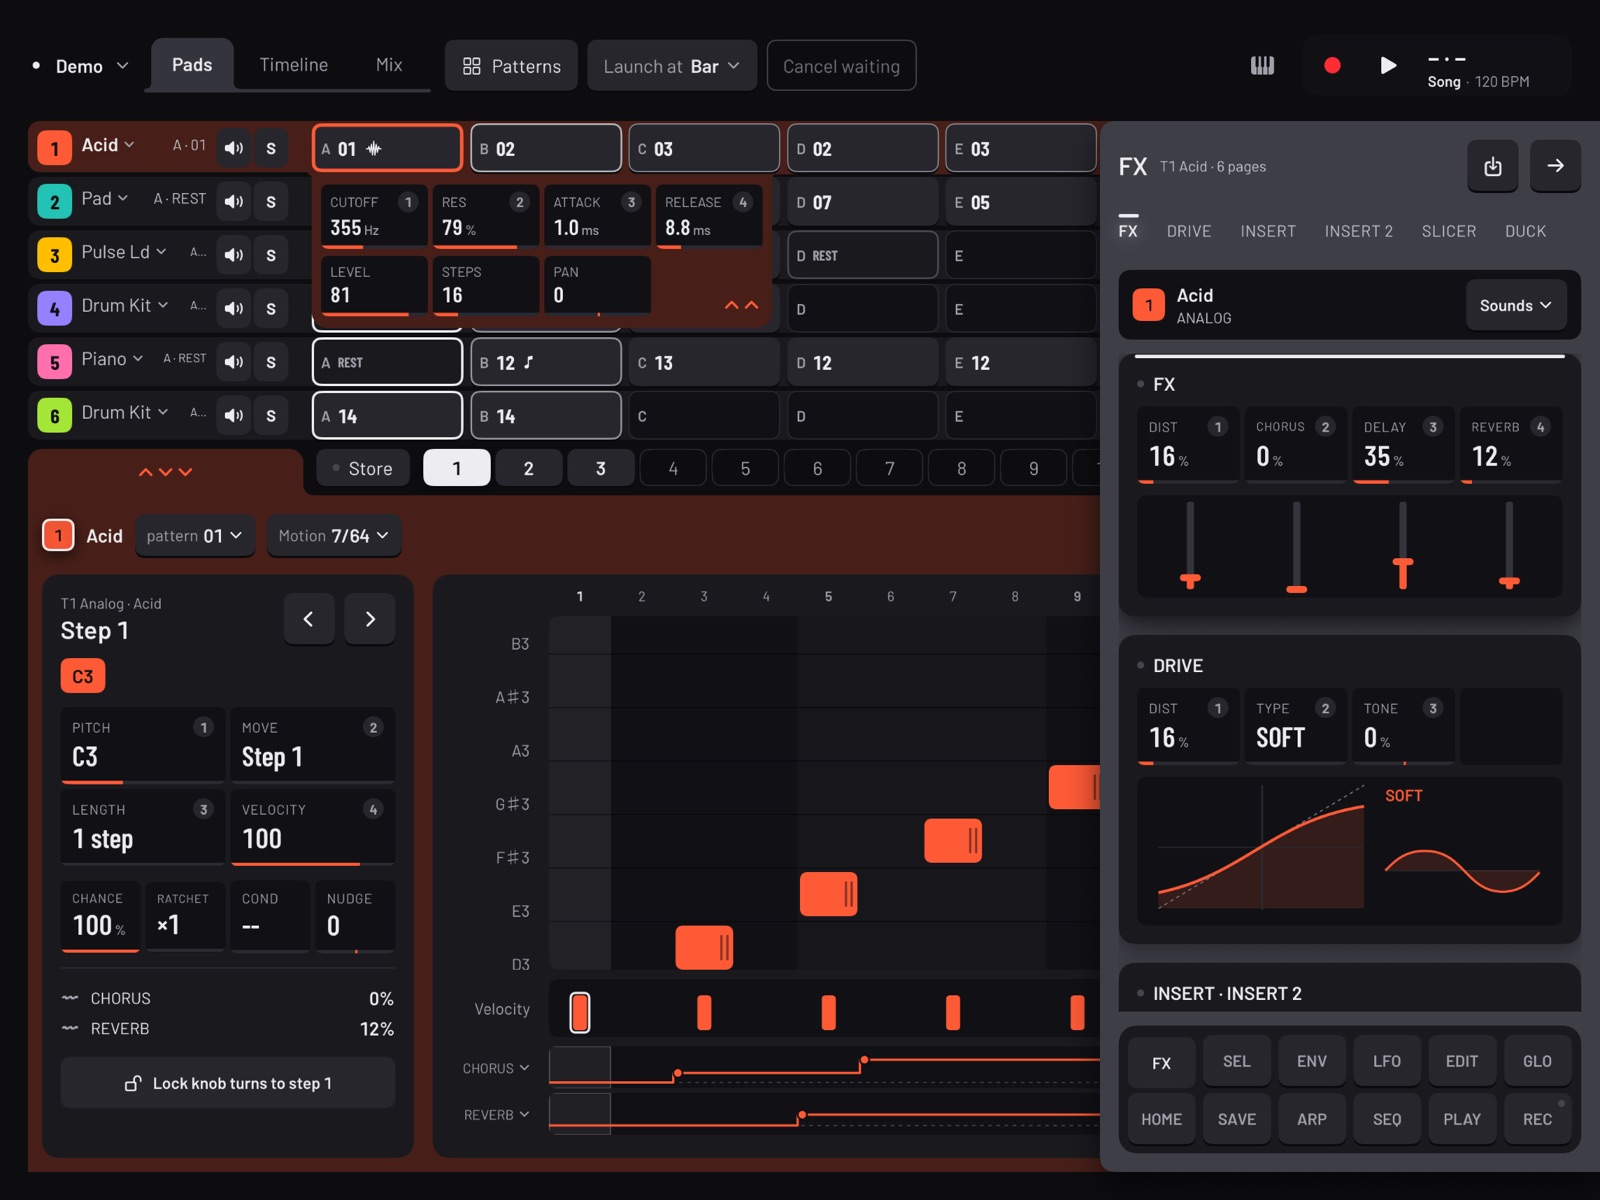 Demo Pads Timeline Mix Patterns Launch at Bar Cancel waiting
Song · 120 BPM
1 Acid A · 01 S A 01 B 02 C 03 D 02 E 03
2 Pad A · REST S D 07 E 05
3 Pulse Ld A... S D REST E
4 Drum Kit A... S D E
5 Piano A · REST S A REST B 12 C 13 D 12 E 12
6 Drum Kit A... S A 14 B 14 C D E
CUTOFF 1 RES 2 ATTACK 3 RELEASE 4
355 Hz 79 % 1.0 ms 8.8 ms
LEVEL STEPS PAN
81 16 0
Store 1 2 3 4 5 6 7 8 9
1 Acid pattern 01 Motion 7/64
T1 Analog · Acid
Step 1
C3
PITCH 1 MOVE 2
C3 Step 1
LENGTH 3 VELOCITY 4
1 step 100
CHANCE RATCHET COND NUDGE
100 % ×1 -- 0
CHORUS 0%
REVERB 12%
Lock knob turns to step 1
1 2 3 4 5 6 7 8 9
B3
A♯3
A3
G♯3
F♯3
E3
D3
Velocity
CHORUS
REVERB
FX T1 Acid · 6 pages
FX DRIVE INSERT INSERT 2 SLICER DUCK
1 Acid
ANALOG
Sounds
FX
DIST 1 CHORUS 2 DELAY 3 REVERB 4
16 % 0 % 35 % 12 %
DRIVE
DIST 1 TYPE 2 TONE 3
16 % SOFT 0 %
SOFT
INSERT · INSERT 2
FX SEL ENV LFO EDIT GLO
HOME SAVE ARP SEQ PLAY REC